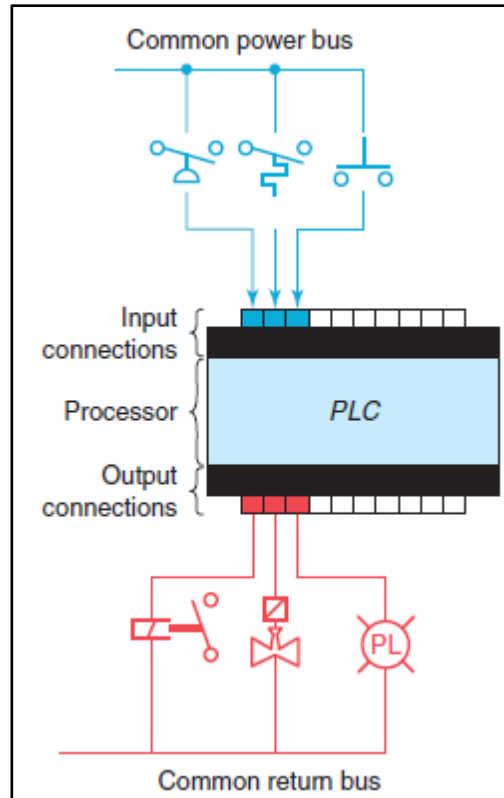 Common power bus
Input
connections
Processor
PLC
Output
connections
PL
Common return bus